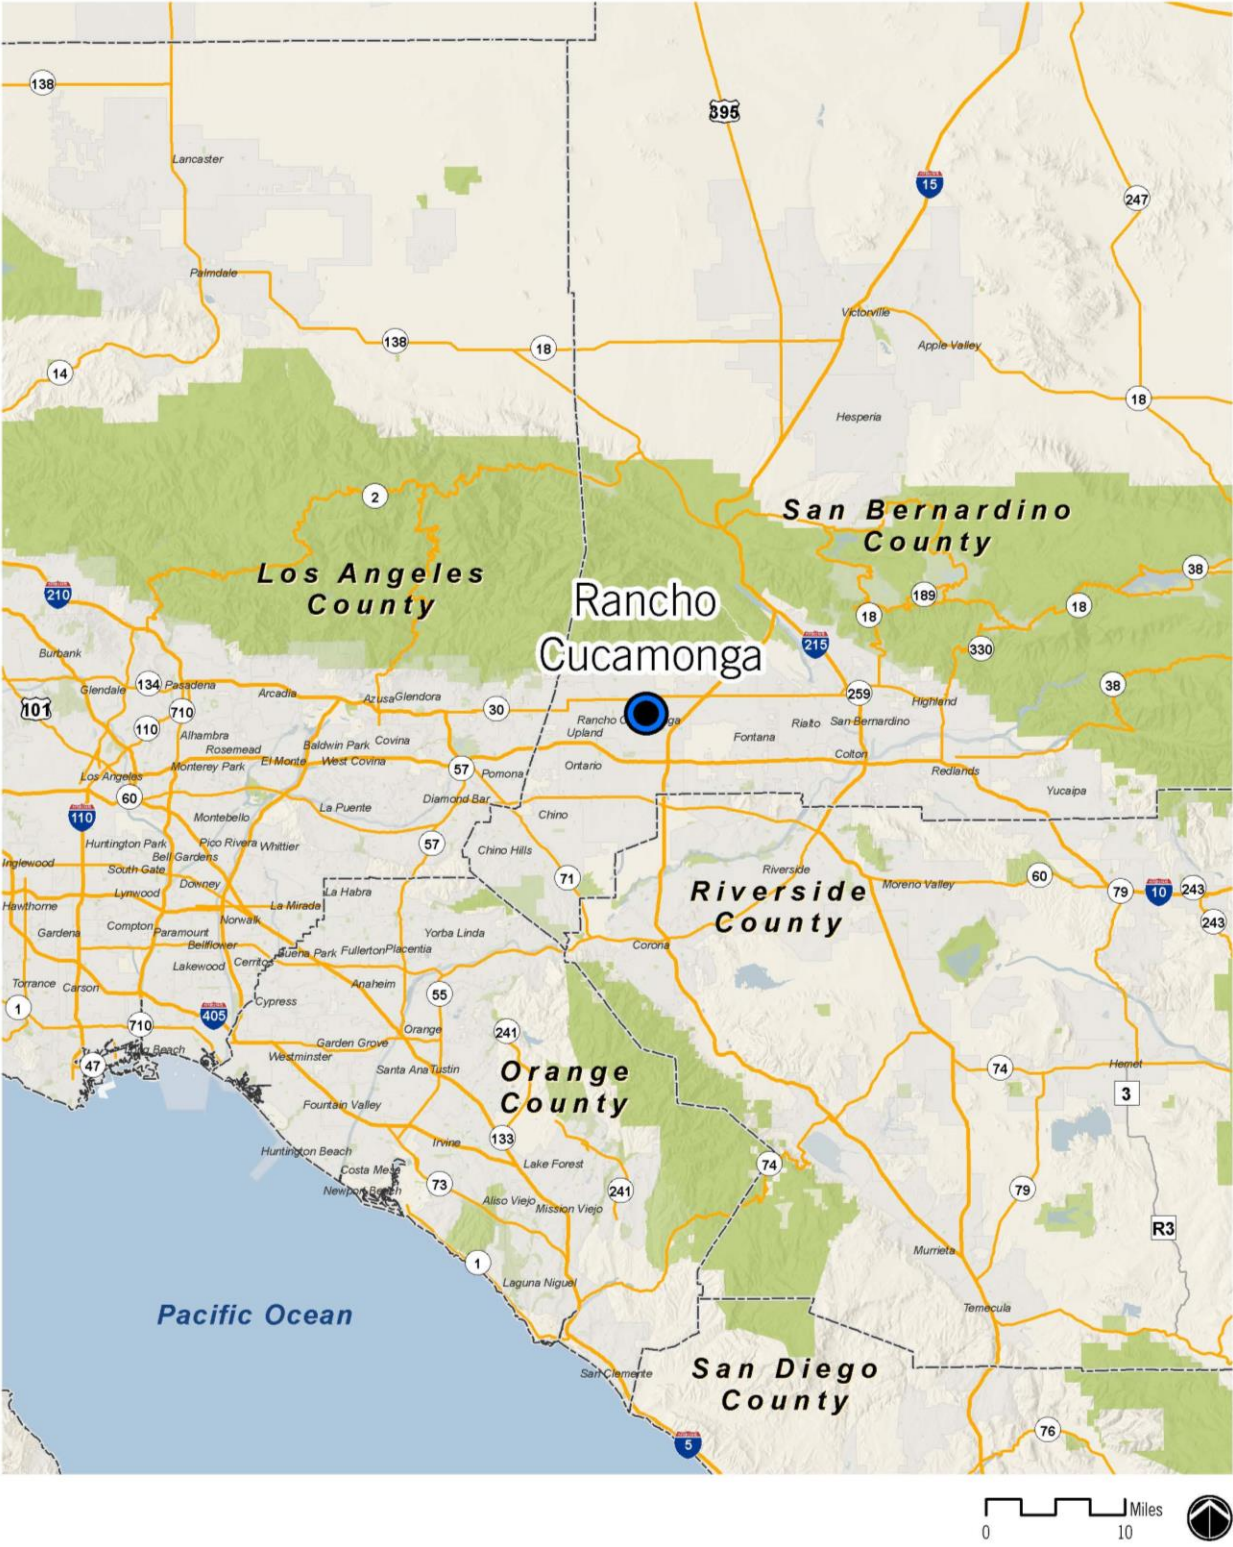 138
395
Lancaster
15
247
Palmdale
Victorville
138
18
Apple Valley
14
18
Hesperia
2
San Bernardino
County
Los Angeles
County
38
210
189
18
18
Rancho
Cucamonga
215
330
Burbank
134
Pasadena
Glendale
Arcadia
Azusa
Glendora
259
38
Highland
101
710
30
Rancho C
ga
Rialto
San Bernardino
110
Alhambra
Upland
Fontana
Rosemead
Baldwin Park
Covina
Colton
Monterey Park
El Monte
West Covina
57
Pomona
Ontario
Redlands
Los Angeles
60
Diamond Bar
Yucaipa
110
Montebello
La Puente
Chino
Huntington Park
Pico Rivera
Whittier
57
Chino Hills
Bell Gardens
Inglewood
South Gate
Riverside
60
Downey
71
Riverside
County
Moreno Valley
79
10
243
Lynwood
La Habra
Hawthorne
La Mirada
243
Compton
Norwalk
Gardena
Paramount
Yorba Linda
Bellflower
Buena Park
Fullerton
Placentia
Corona
Lakewood
Cerritos
Torrance
Carson
Anaheim
55
Cypress
1
405
710
Orange
241
Garden Grove
Long Beach
Westminster
47
Santa Ana
Tustin
Orange
County
74
Hemet
3
Fountain Valley
133
Irvine
Huntington Beach
Lake Forest
74
Costa Mesa
73
241
79
Newport Beach
Aliso Viejo
Mission Viejo
R3
Murrieta
1
Laguna Niguel
Pacific Ocean
Temecula
San Clemente
San Diego
County
76
5
Miles
0
10